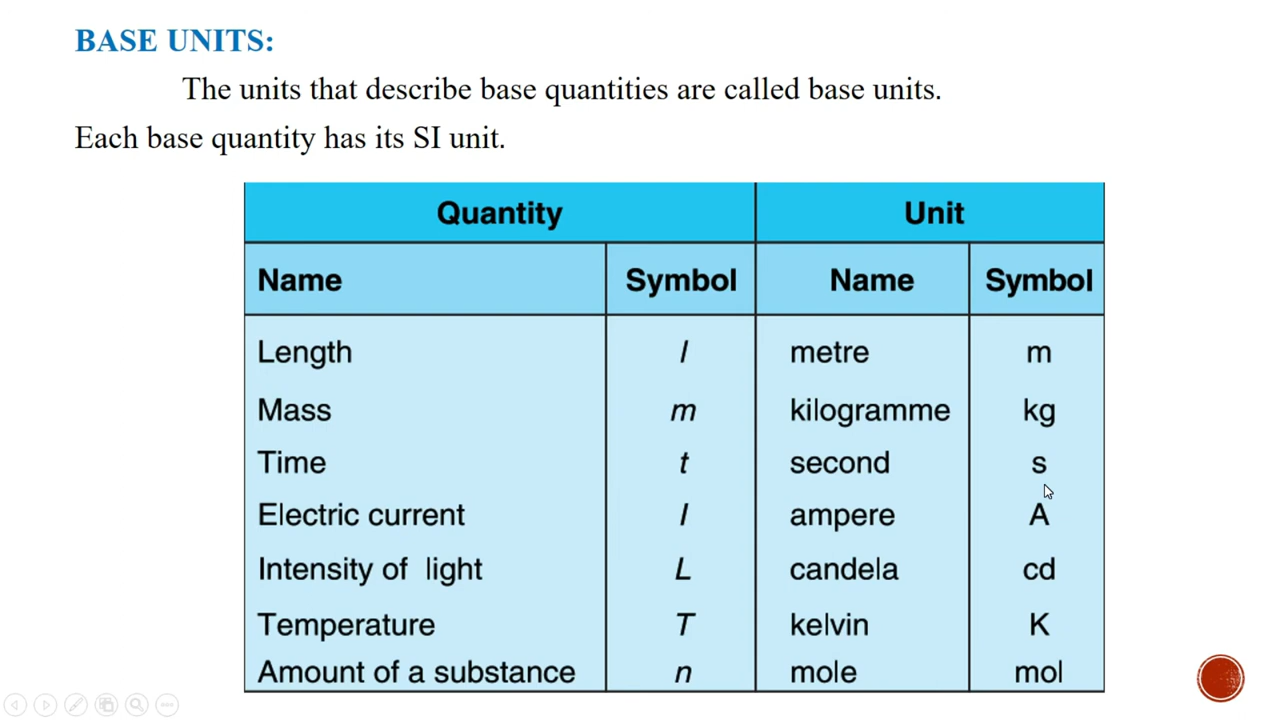 BASE UNITS:
The units that describe base quantities are called base units.
Each base quantity has its SI unit.
Quantity Unit
Name Symbol Name Symbol
Length l metre m
Mass m kilogramme kg
Time t second s
Electric current I ampere A
Intensity of light L candela cd
Temperature T kelvin K
Amount of a substance n mole mol